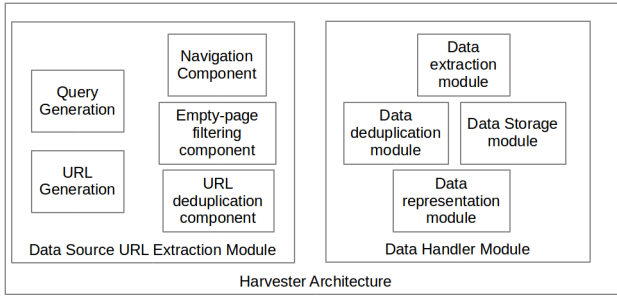 Query
Generation
URL
Generation
Navigation
Component
Empty-page
filtering
component
URL
deduplication
component
Data Source URL Extraction Module
Data
extraction
module
Data
deduplication
module
Data Storage
module
Data
representation
module
Data Handler Module
Harvester Architecture